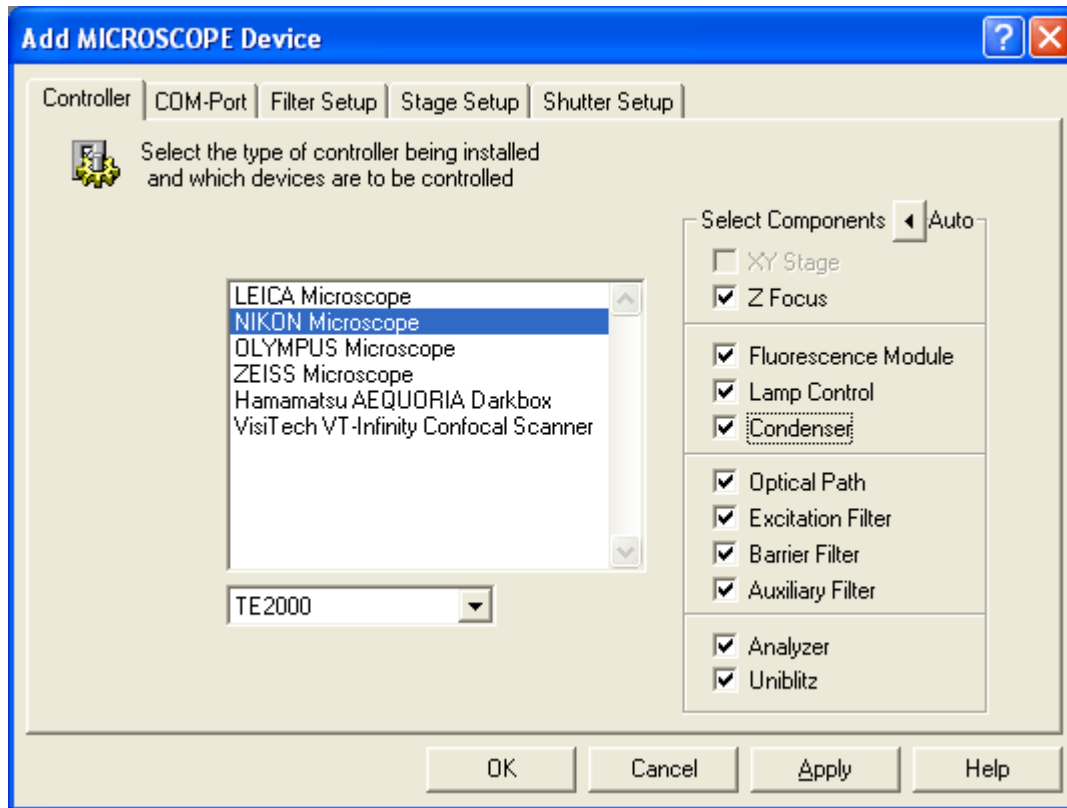 Add MICROSCOPE Device
Controller COM-Port Filter Setup Stage Setup Shutter Setup
Select the type of controller being installed
and which devices are to be controlled
Select Components Auto
XY Stage
Z Focus
LEICA Microscope
NIKON Microscope
OLYMPUS Microscope
ZEISS Microscope
Hamamatsu AEQUORIA Darkbox
VisiTech VT-Infinity Confocal Scanner
Fluorescence Module
Lamp Control
Condenser
Optical Path
Excitation Filter
Barrier Filter
Auxiliary Filter
TE2000
Analyzer
Uniblitz
OK Cancel Apply Help